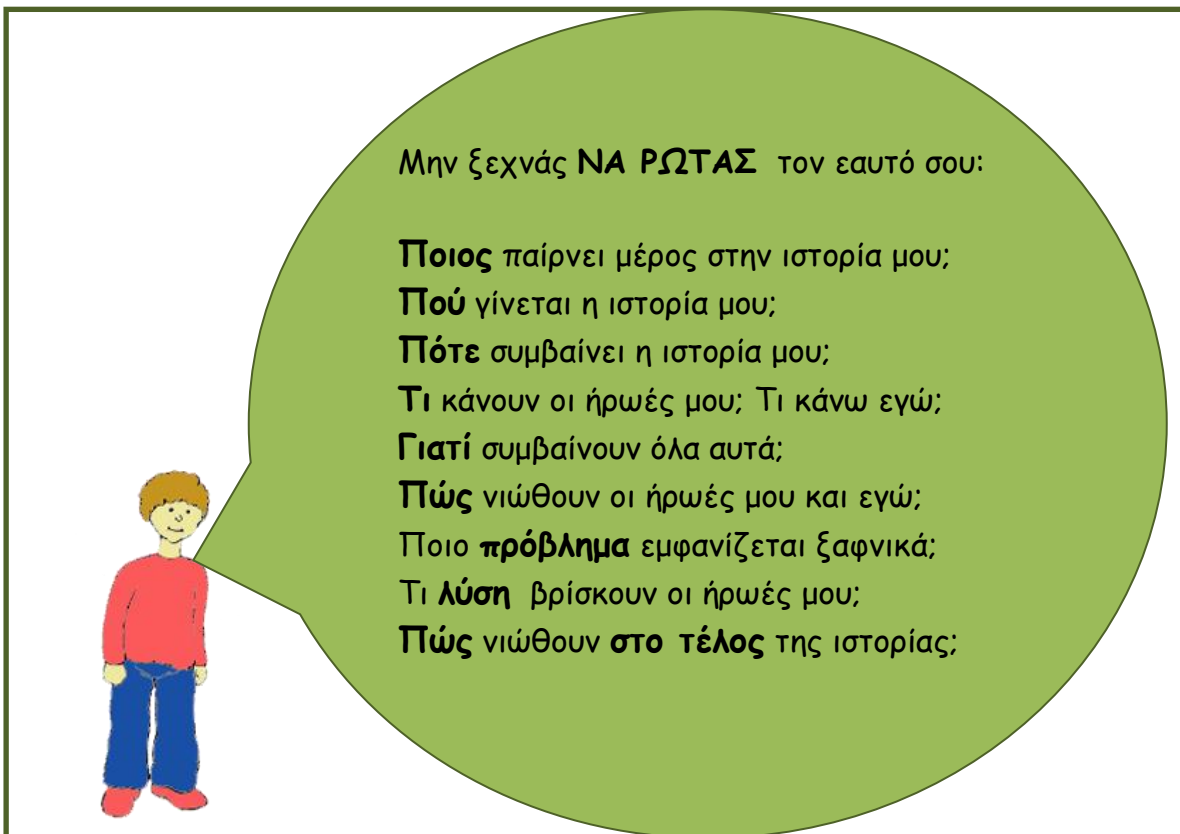 Μην ξεχνάς ΝΑ ΡΩΤΑΣ τον εαυτό σου:
Ποιος παίρνει μέρος στην ιστορία μου;
Πού γίνεται η ιστορία μου;
Πότε συμβαίνει η ιστορία μου;
Τι κάνουν οι ήρωές μου; Τι κάνω εγώ;
Γιατί συμβαίνουν όλα αυτά;
Πώς νιώθουν οι ήρωές μου και εγώ;
Ποιο πρόβλημα εμφανίζεται ξαφνικά;
Τι λύση βρίσκουν οι ήρωές μου;
Πώς νιώθουν στο τέλος της ιστορίας;